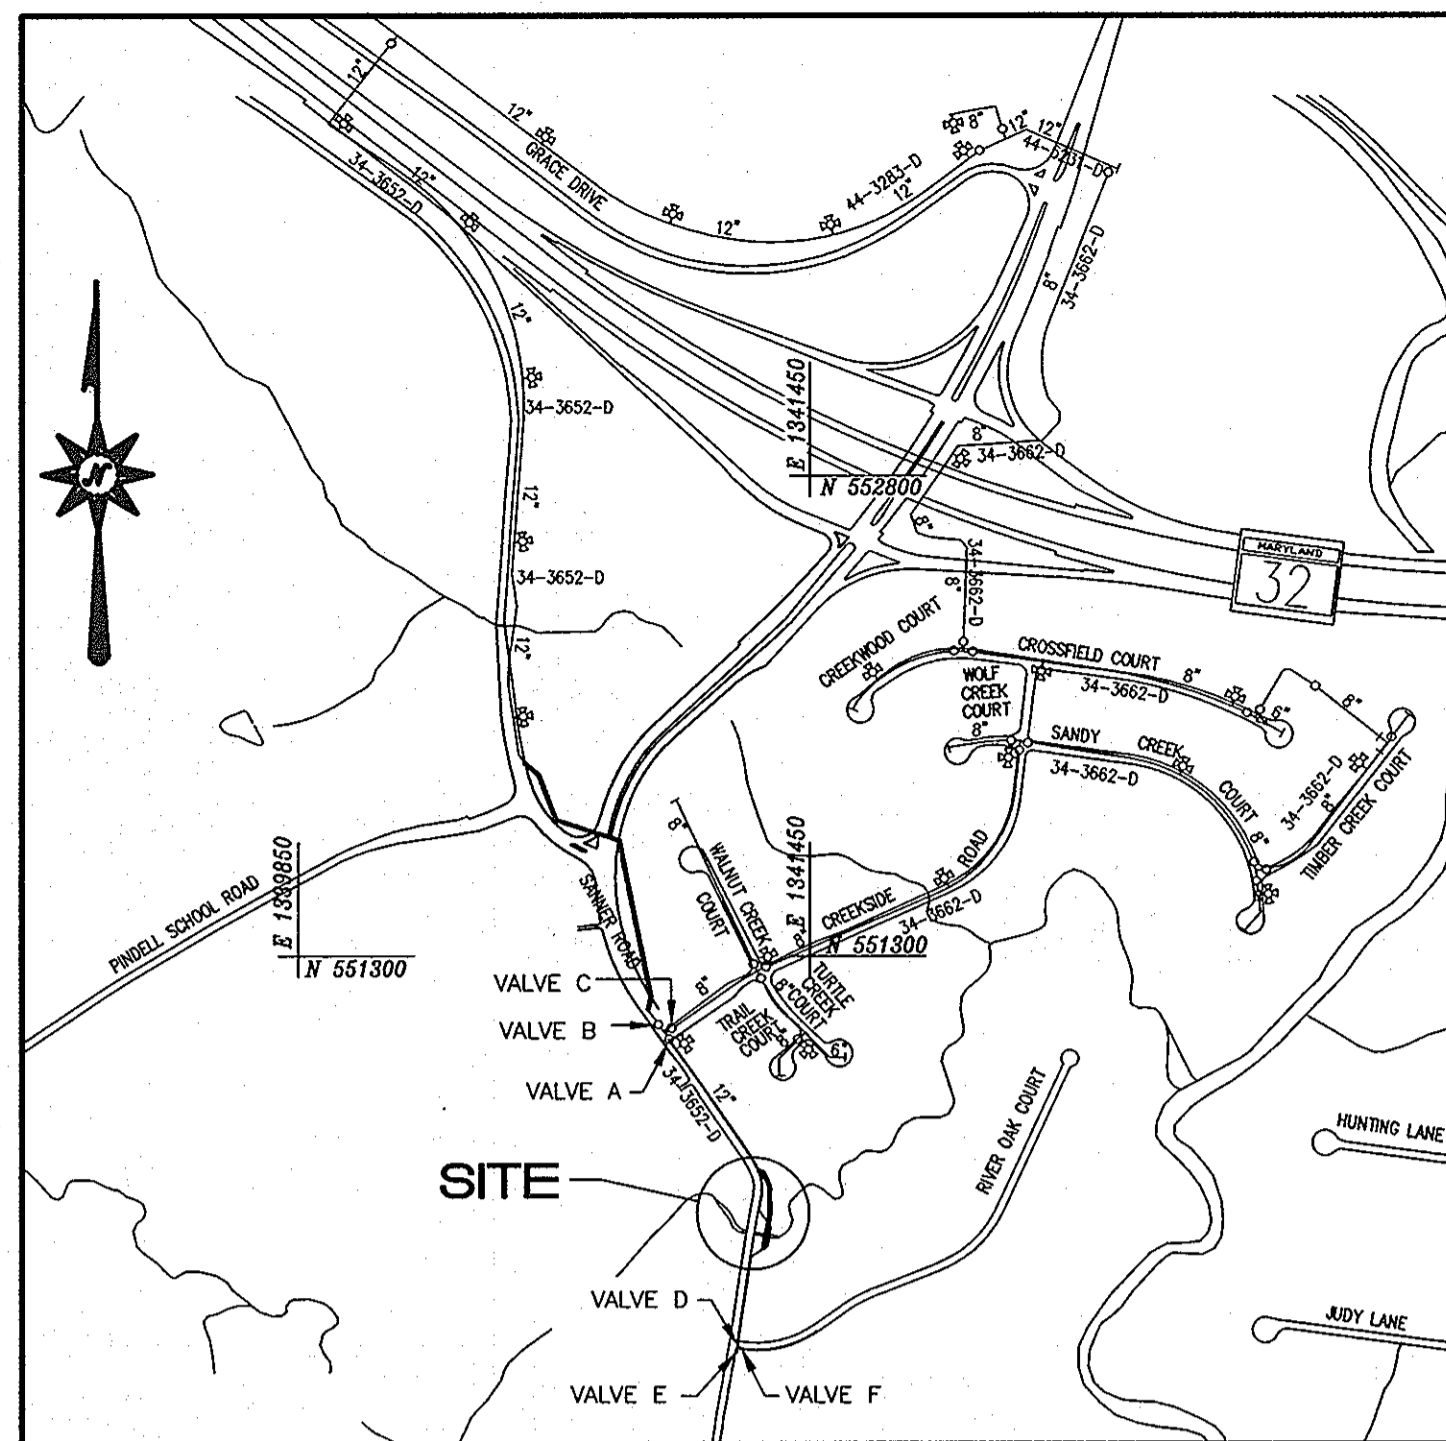 12"
12"
8"
12"
12"
GRACE DRIVE
44-5231-D
34-3652-D
12"
44-3283-D
12"
12"
34-3662-D
8"
12"
34-3652-D
E 1341450
N 552800
8"
34-3662-D
N
12"
8"
34-3652-D
34-3662-D
8"
MARYLAND
32
12"
CREEKWOOD COURT
CROSSFIELD COURT
8"
34-3662-D
WOLF
CREEK
COURT
8"
6"
8"
SANDY
CREEK
COURT
34-3662-D
8"
34-3662-D
8"
TIMBER CREEK COURT
8"
WALNUT CREEK
COURT
E 1341450
N 551300
CREEKSIDE
ROAD
34-3662-D
8"
E 1339850
N 551300
PINDELL SCHOOL ROAD
SANNER ROAD
8"
TURTLE
CREEK
COURT
8"
TRAIL
CREEK
COURT
8"
6"
VALVE C
VALVE B
VALVE A
34-3652-D
12"
SITE
RIVER OAK COURT
HUNTING LANE
JUDY LANE
VALVE D
VALVE E
VALVE F